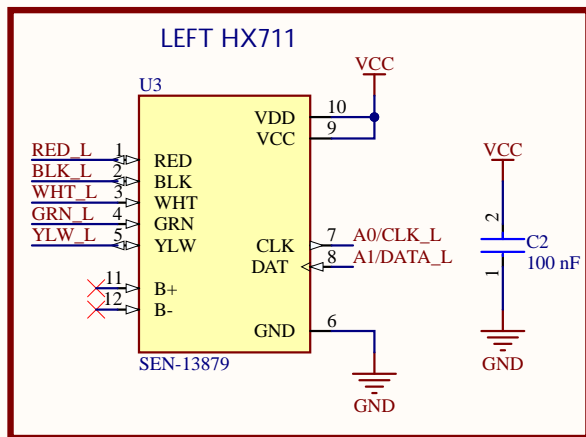 LEFT HX711
U3
VCC
VDD 10
VCC 9
RED_L 1 RED
BLK_L 2 BLK
WHT_L 3 WHT
GRN_L 4 GRN
YLW_L 5 YLW
CLK 7 A0/CLK_L
DAT 8 A1/DATA_L
11 B+
12 B-
GND 6
SEN-13879
GND
VCC
2
C2
100 nF
1
GND